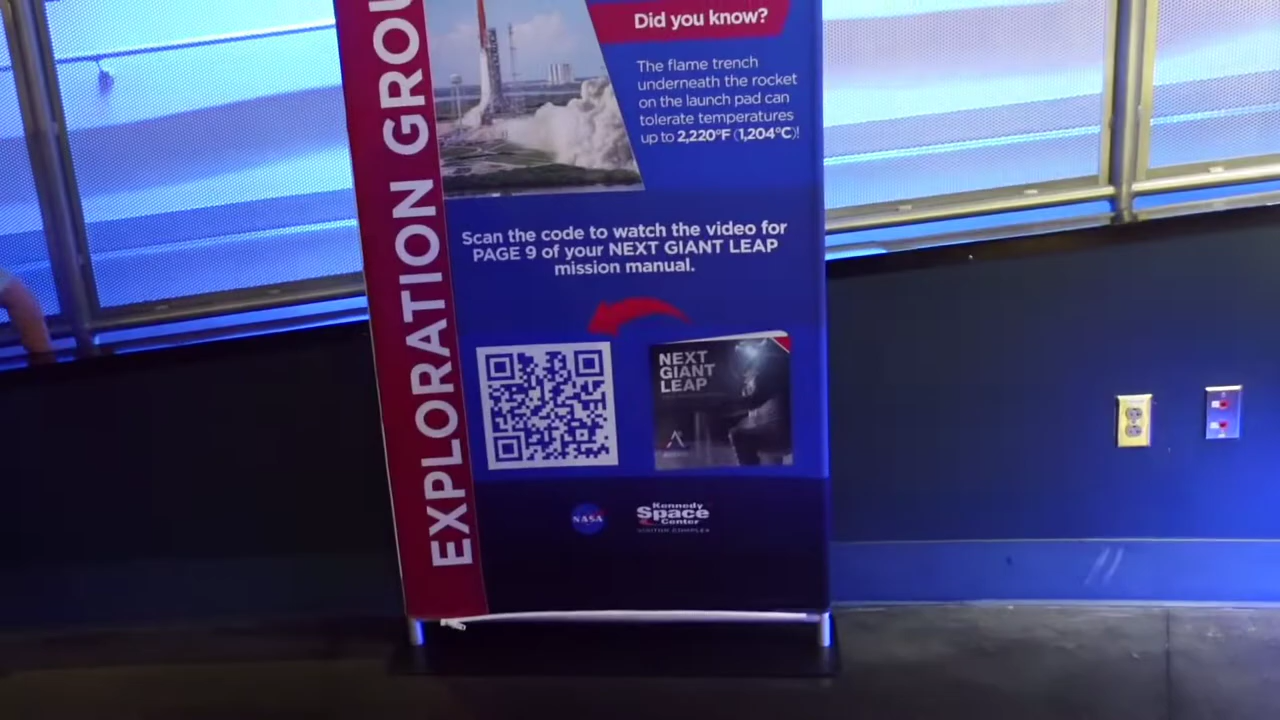 EXPLORATION GROU
Did you know?
The flame trench
underneath the rocket
on the launch pad can
tolerate temperatures
up to 2,220°F (1,204°C)!
Scan the code to watch the video for
PAGE 9 of your NEXT GIANT LEAP
mission manual.
NEXT
GIANT
LEAP
NASA
Kennedy
Space
Center
VISITOR COMPLEX